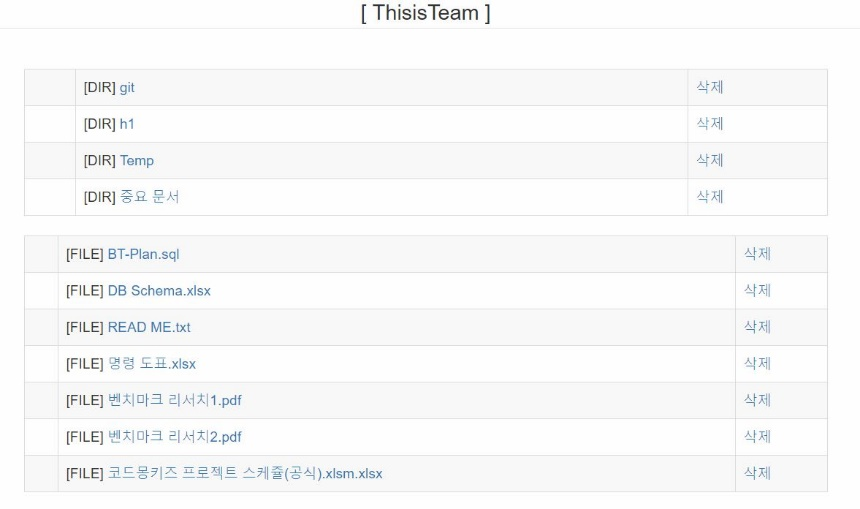 [ ThisisTeam ]
[DIR] git 삭제
[DIR] h1 삭제
[DIR] Temp 삭제
[DIR] 중요 문서 삭제
[FILE] BT-Plan.sql 삭제
[FILE] DB Schema.xlsx 삭제
[FILE] READ ME.txt 삭제
[FILE] 명령 도표.xlsx 삭제
[FILE] 벤치마크 리서치1.pdf 삭제
[FILE] 벤치마크 리서치2.pdf 삭제
[FILE] 코드몽키즈 프로젝트 스케쥴(공식).xlsm.xlsx 삭제